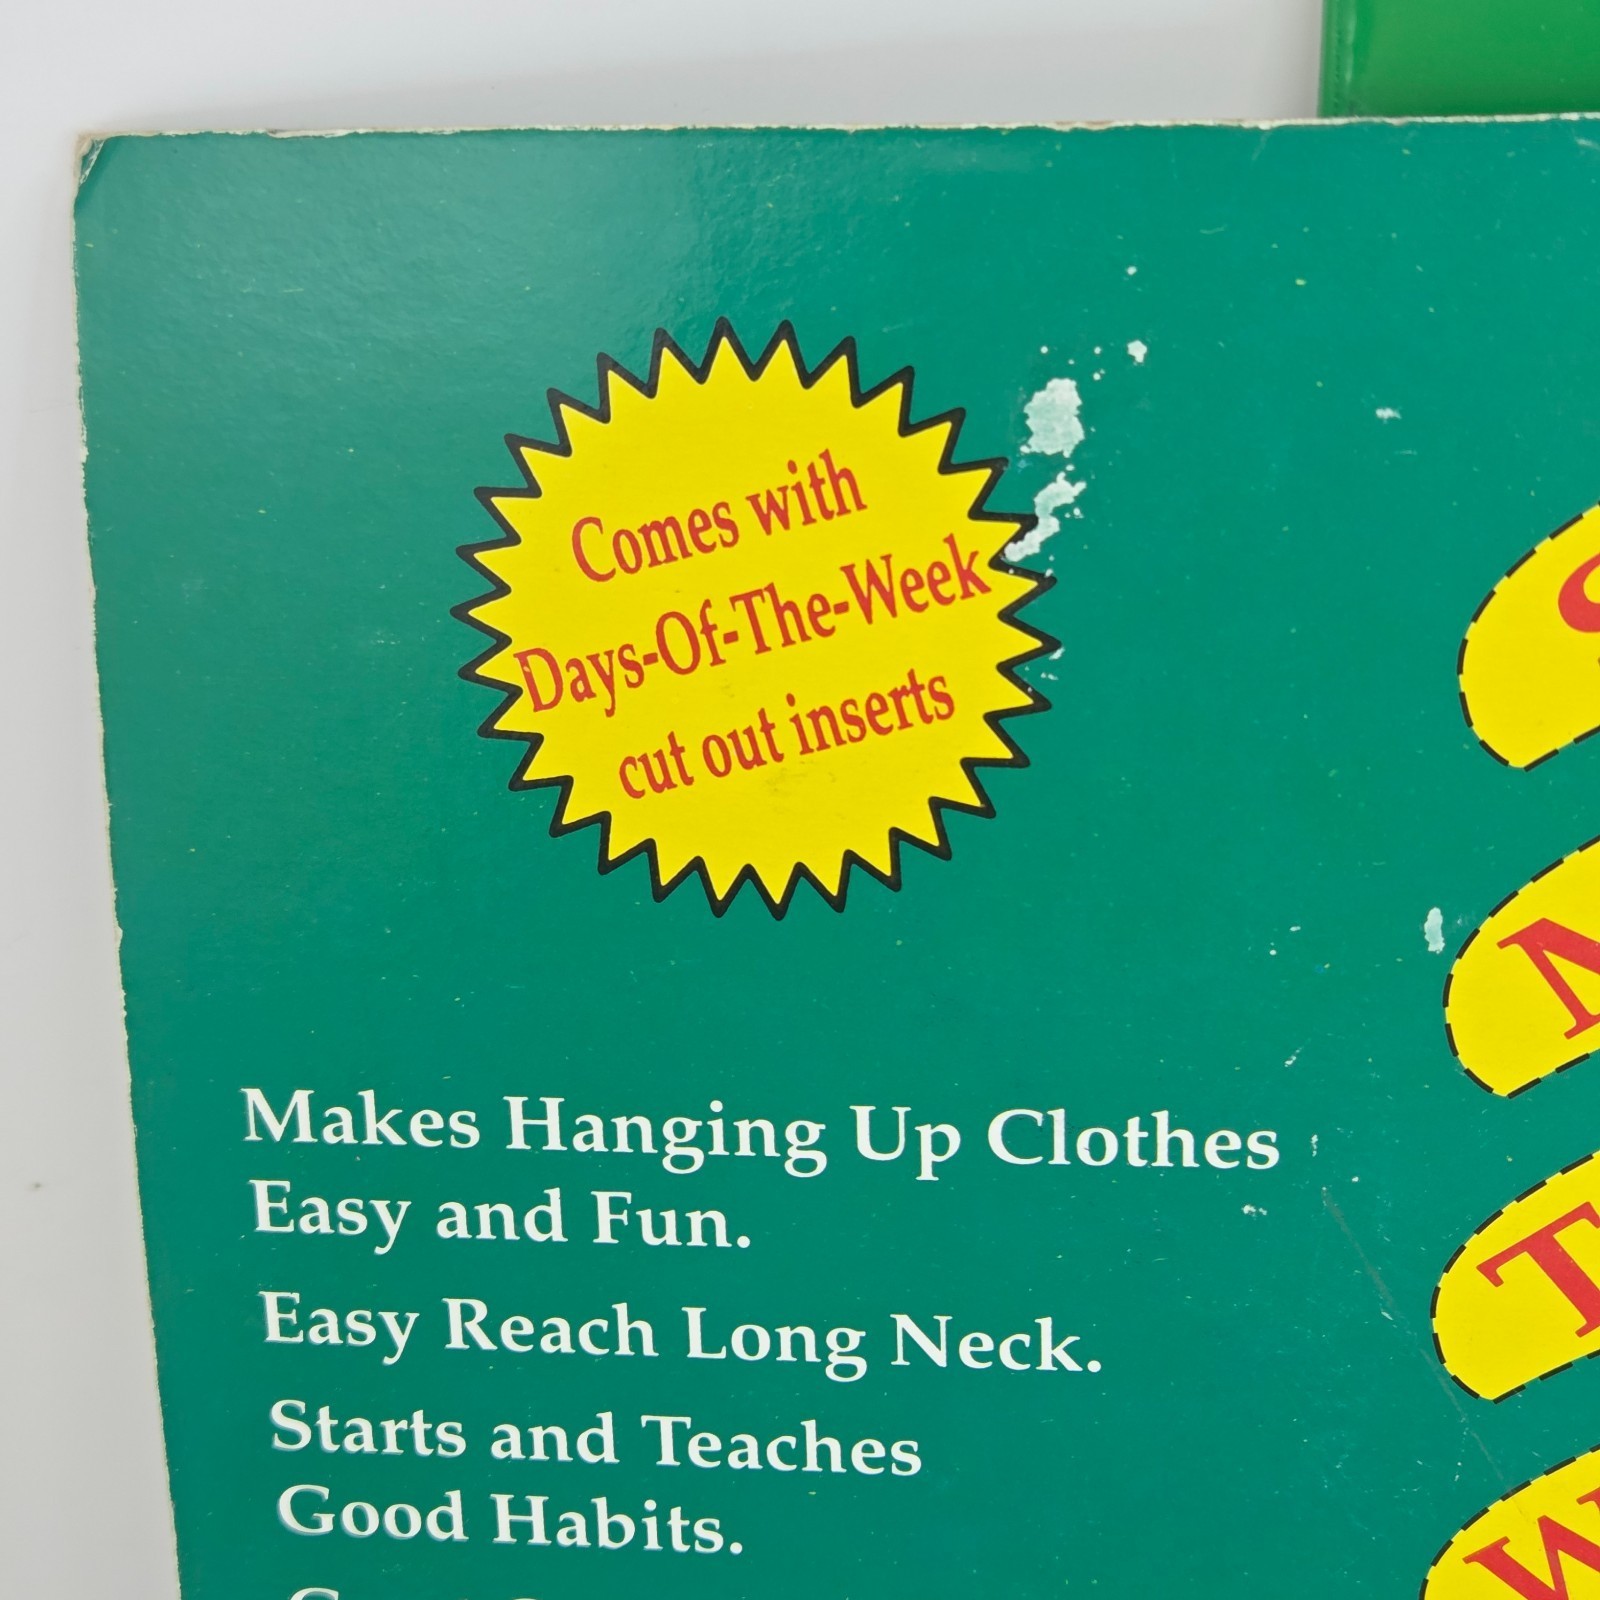 Comes with
Days-Of-The-Week
cut out inserts
Makes Hanging Up Clothes
Easy and Fun.
Easy Reach Long Neck.
Starts and Teaches
Good Habits.